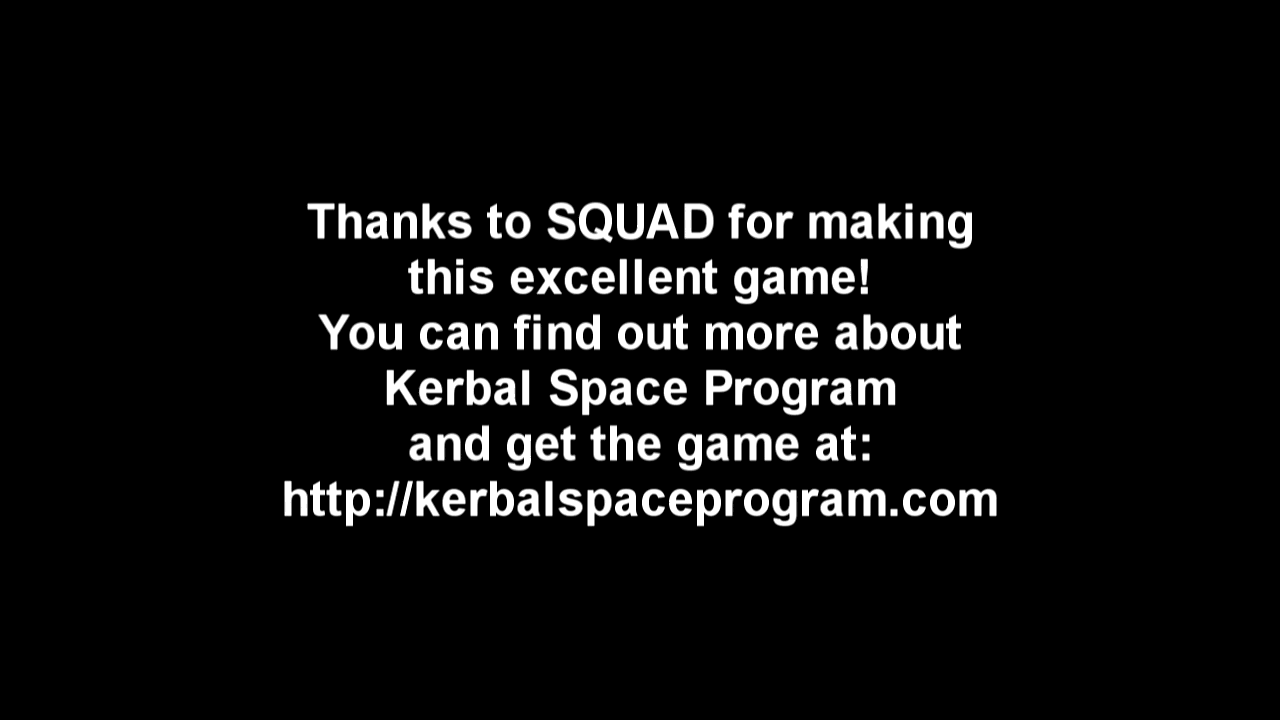 Thanks to SQUAD for making
this excellent game!
You can find out more about
Kerbal Space Program
and get the game at:
http://kerbalspaceprogram.com